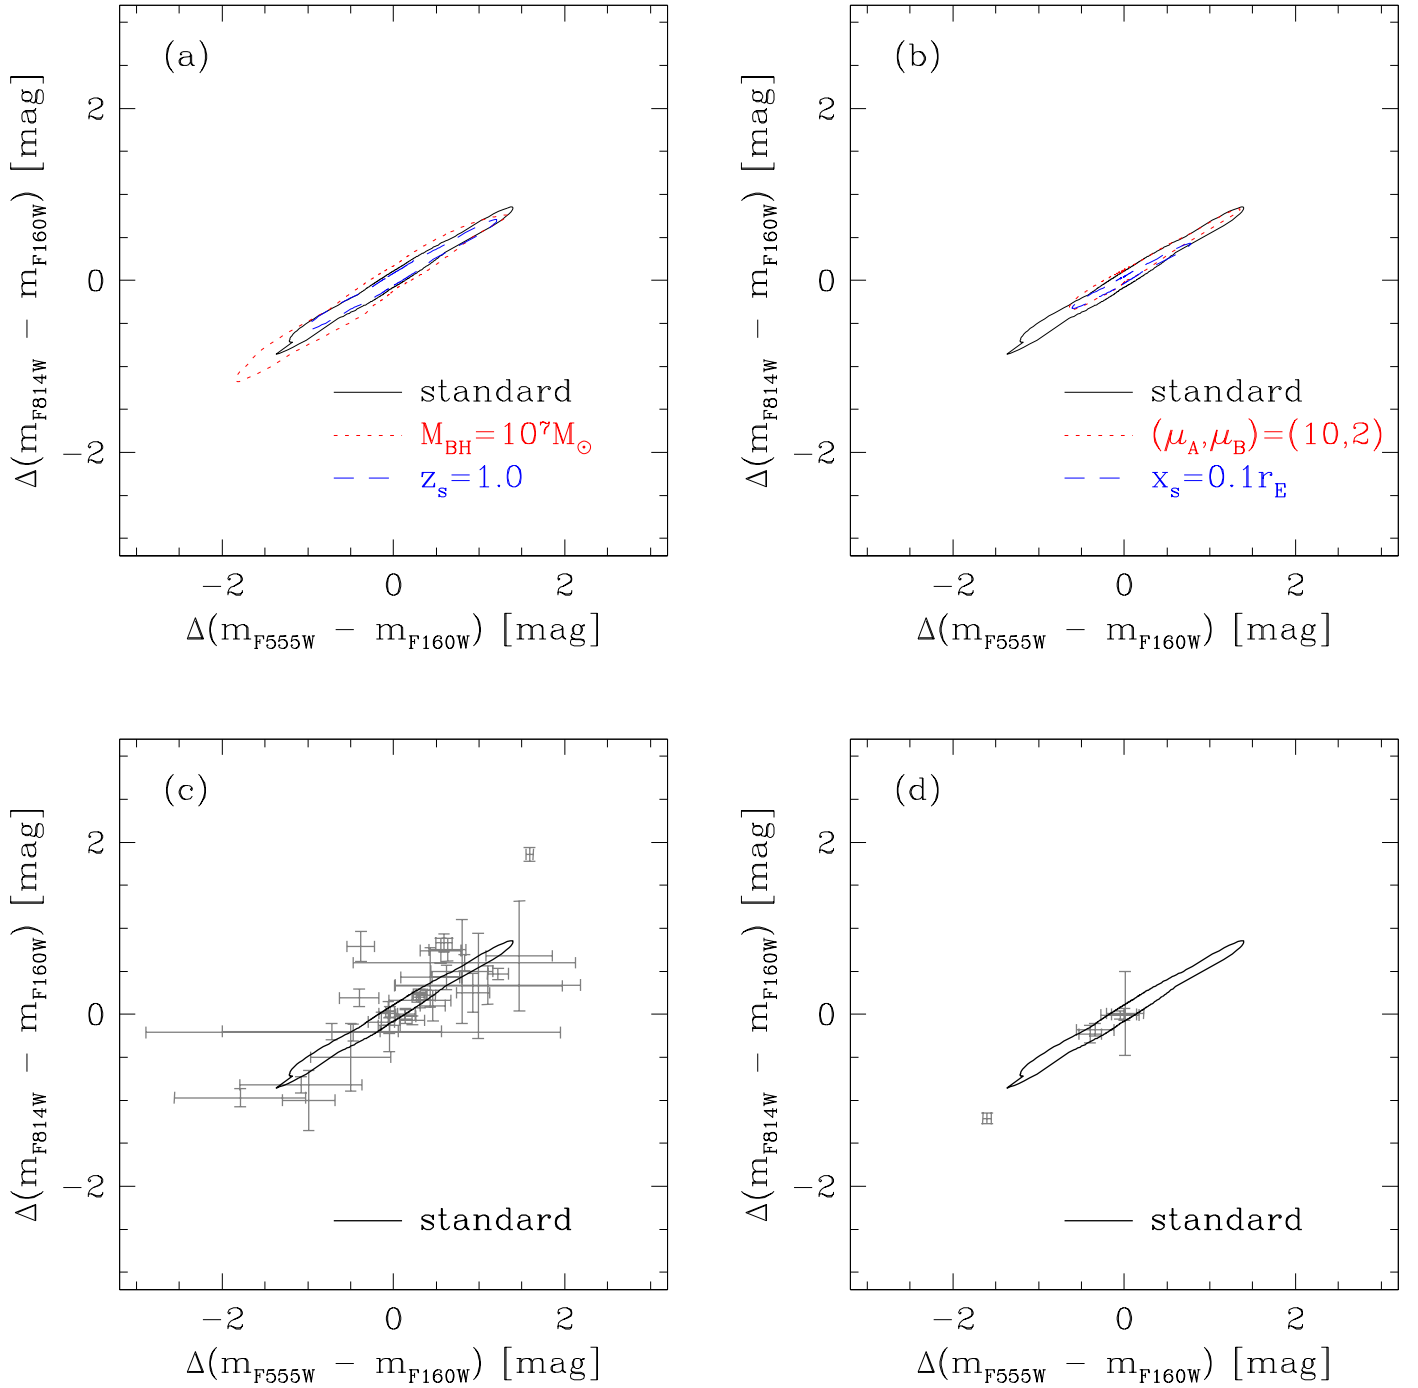 (a)
Δ(m_F814W − m_F160W) [mag]
2
0
−2
standard
M_BH=10⁷M_⊙
z_s=1.0
−2 0 2
Δ(m_F555W − m_F160W) [mag]
(b)
Δ(m_F814W − m_F160W) [mag]
2
0
−2
standard
(μ_A,μ_B)=(10,2)
x_s=0.1r_E
−2 0 2
Δ(m_F555W − m_F160W) [mag]
(c)
Δ(m_F814W − m_F160W) [mag]
2
0
−2
standard
−2 0 2
Δ(m_F555W − m_F160W) [mag]
(d)
Δ(m_F814W − m_F160W) [mag]
2
0
−2
standard
−2 0 2
Δ(m_F555W − m_F160W) [mag]